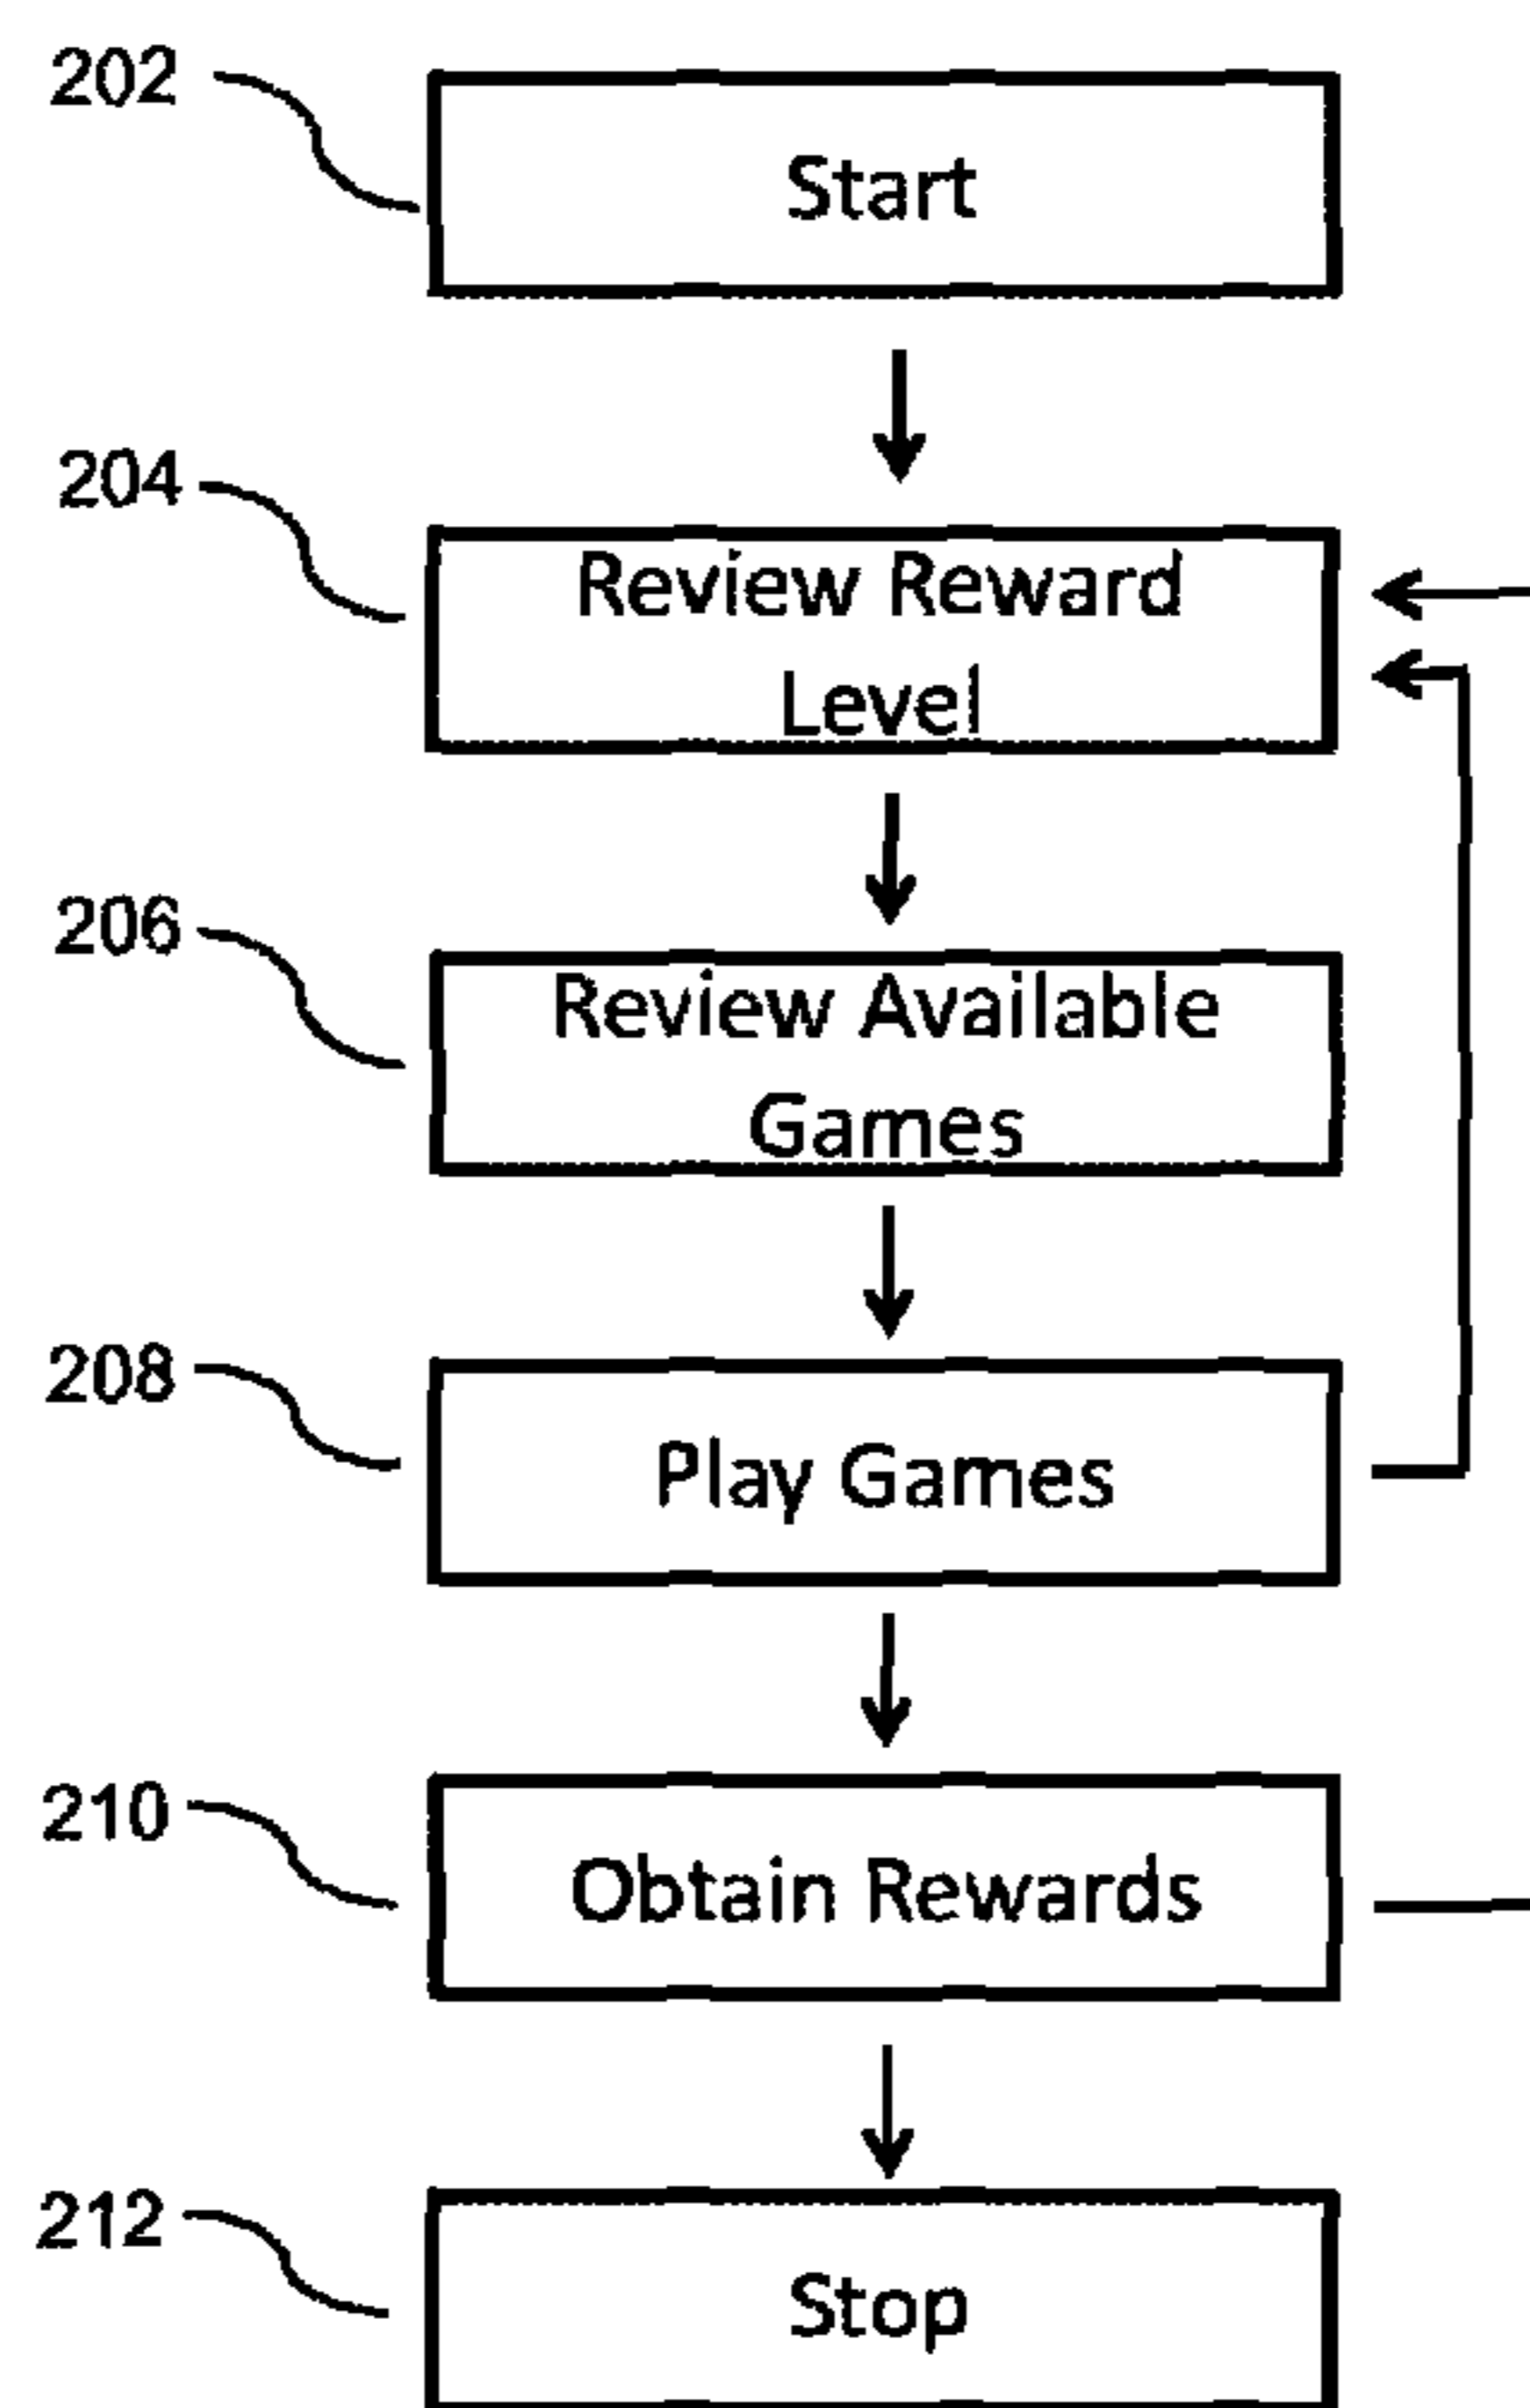 202
Start
204
Review Reward
Level
206
Review Available
Games
208
Play Games
210
Obtain Rewards
212
Stop